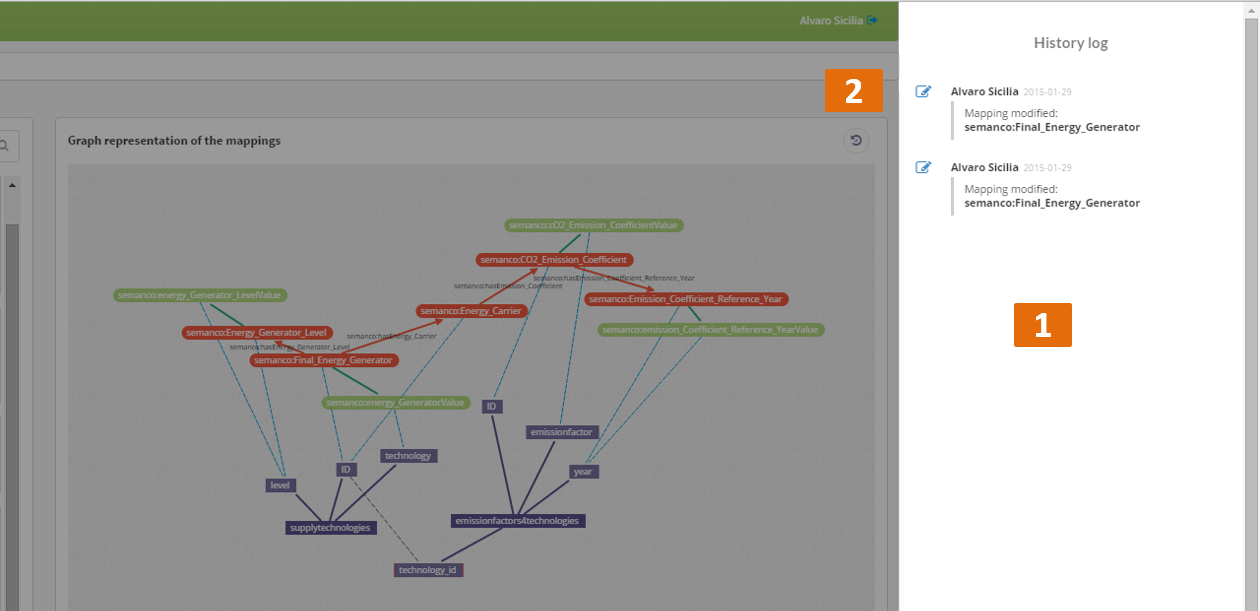 Alvaro Sicilia
2
Graph representation of the mappings
semanco:cO2_Emission_CoefficientValue
semanco:CO2_Emission_Coefficient
semanco:hasEmission_Coefficient_Reference_Year
semanco:hasEmission_Coefficient
semanco:energy_Generator_LevelValue
semanco:Emission_Coefficient_Reference_Year
semanco:Energy_Carrier
semanco:emission_Coefficient_Reference_YearValue
semanco:Energy_Generator_Level
semanco:hasEnergy_Carrier
semanco:hasEnergy_Generator_Level
semanco:Final_Energy_Generator
semanco:energy_GeneratorValue
ID
emissionfactor
technology
ID
year
level
emissionfactors4technologies
supplytechnologies
technology_id
History log
Alvaro Sicilia 2015-01-29
Mapping modified:
semanco:Final_Energy_Generator
Alvaro Sicilia 2015-01-29
Mapping modified:
semanco:Final_Energy_Generator
1